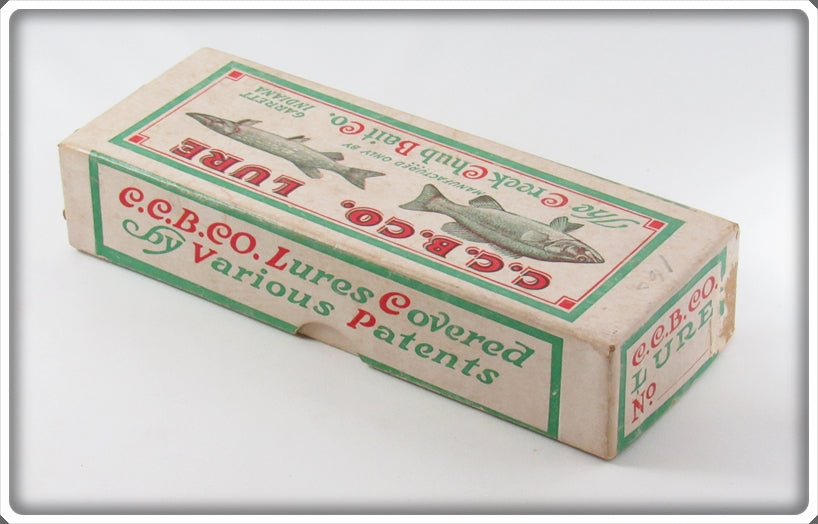 The Creek Chub Bait Co.
MANUFACTURED ONLY BY
GARRETT
INDIANA
C.C.B.CO. LURE
C.C.B.CO. Lures Covered
by Various Patents
C.C.B.CO.
LURE
No